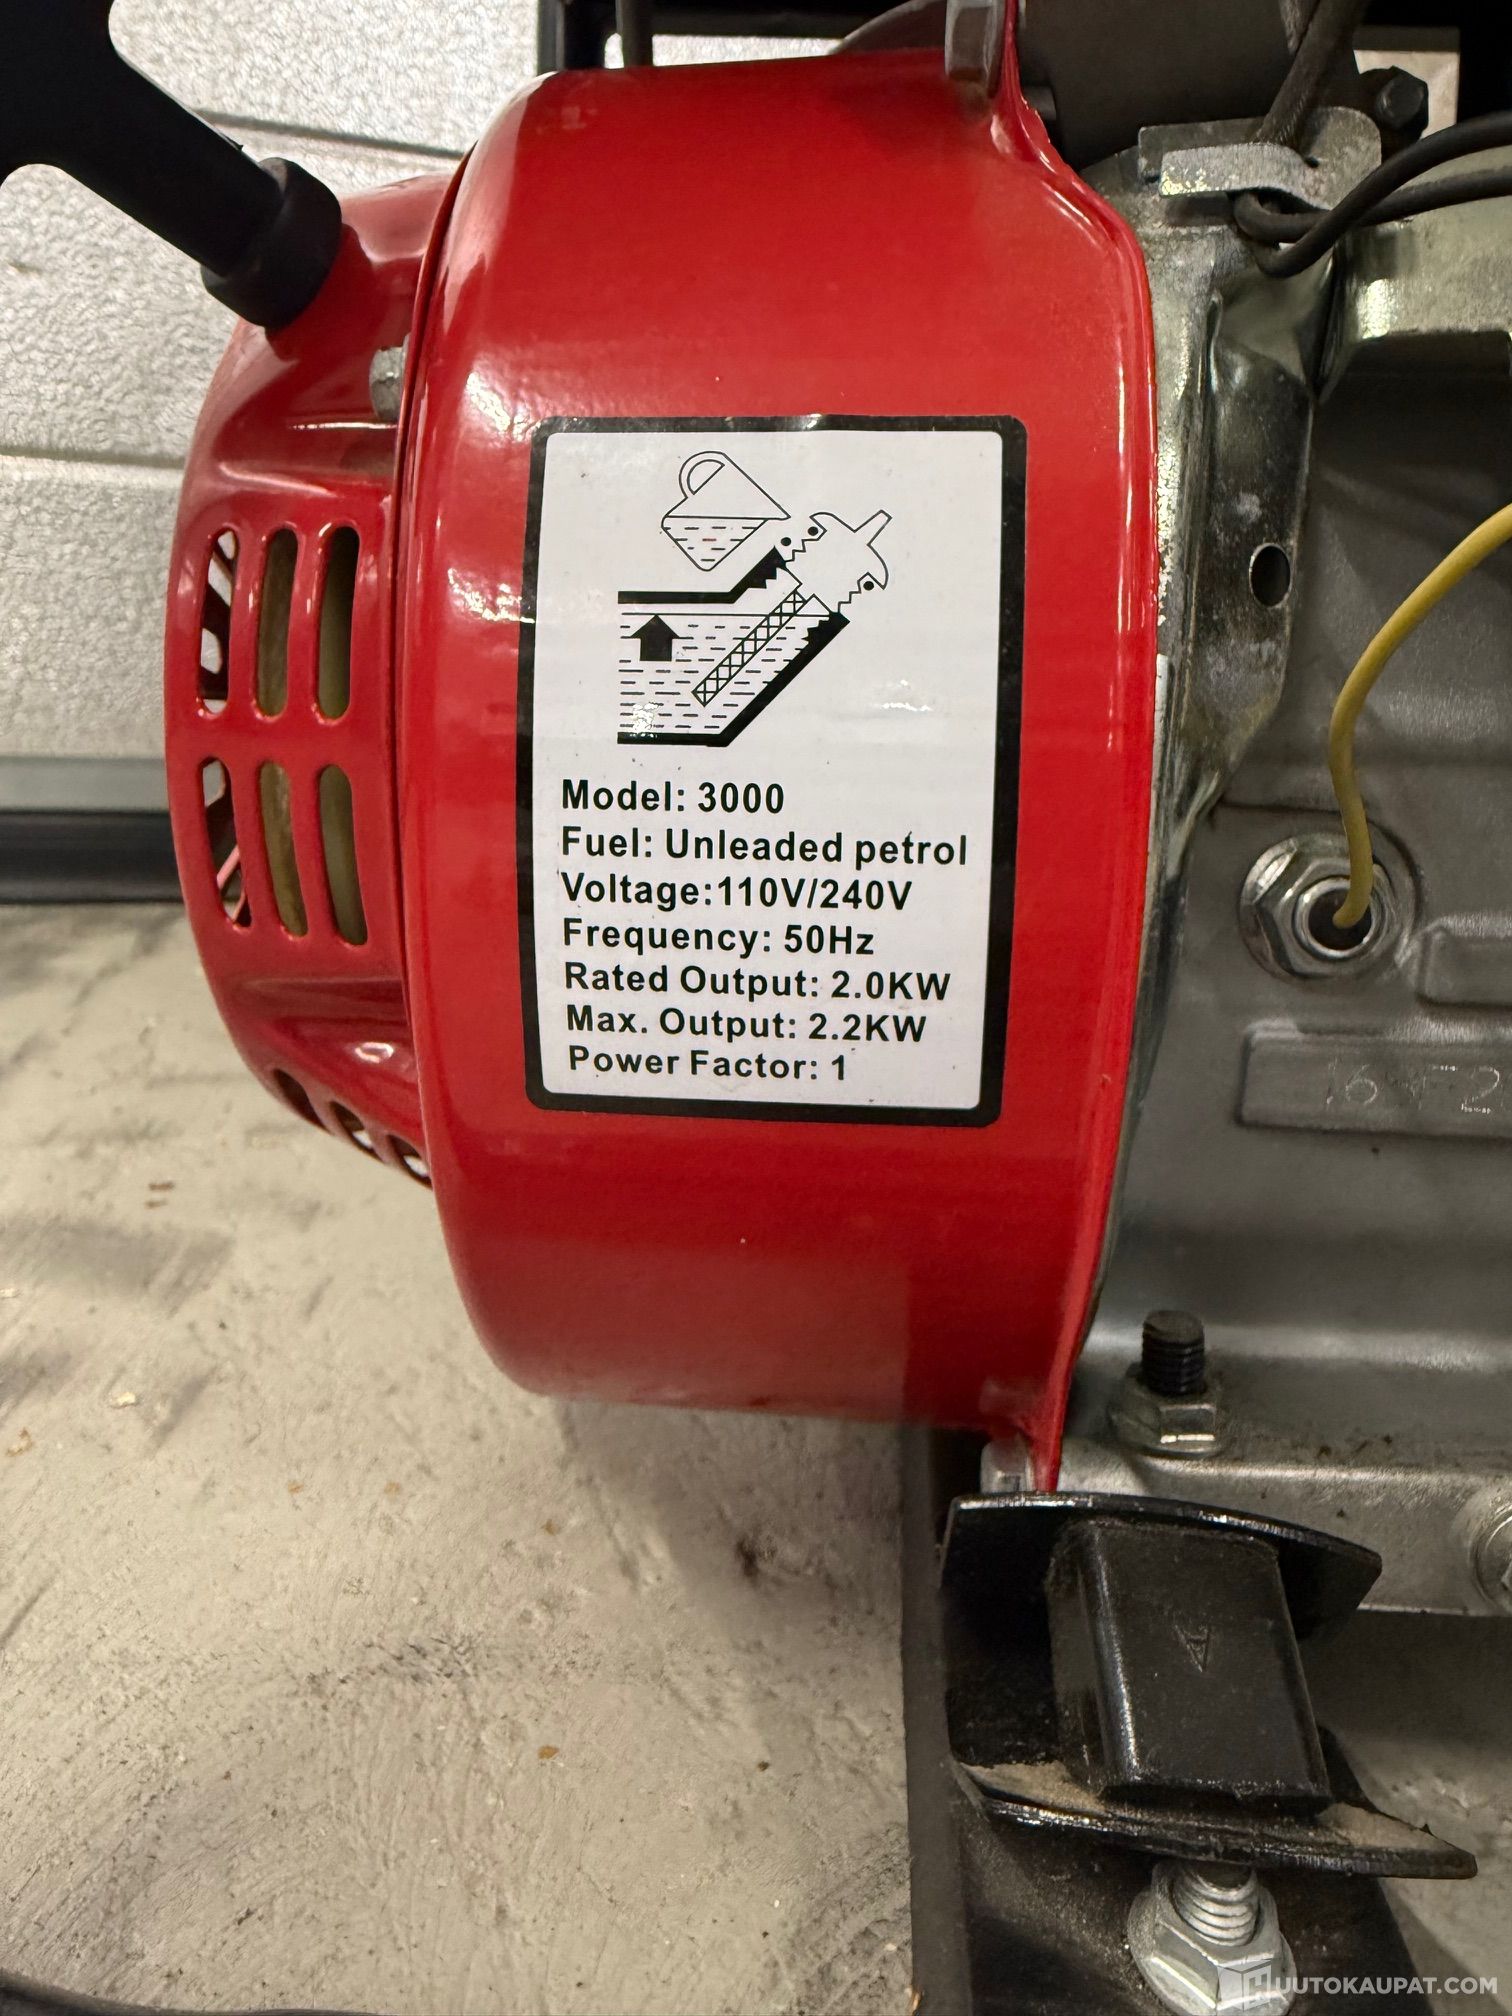 Model: 3000
Fuel: Unleaded petrol
Voltage:110V/240V
Frequency: 50Hz
Rated Output: 2.0KW
Max. Output: 2.2KW
Power Factor: 1
A
HUUTOKAUPAT.COM